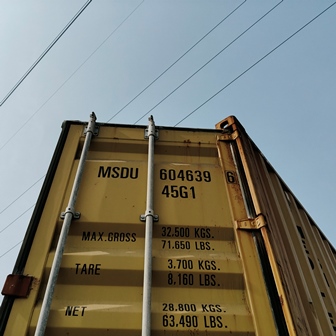 MSDU 604639 6
45G1
MAX.GROSS 32.500 KGS.
71.650 LBS.
TARE 3.700 KGS.
8.160 LBS.
NET 28.800 KGS.
63.490 LBS.